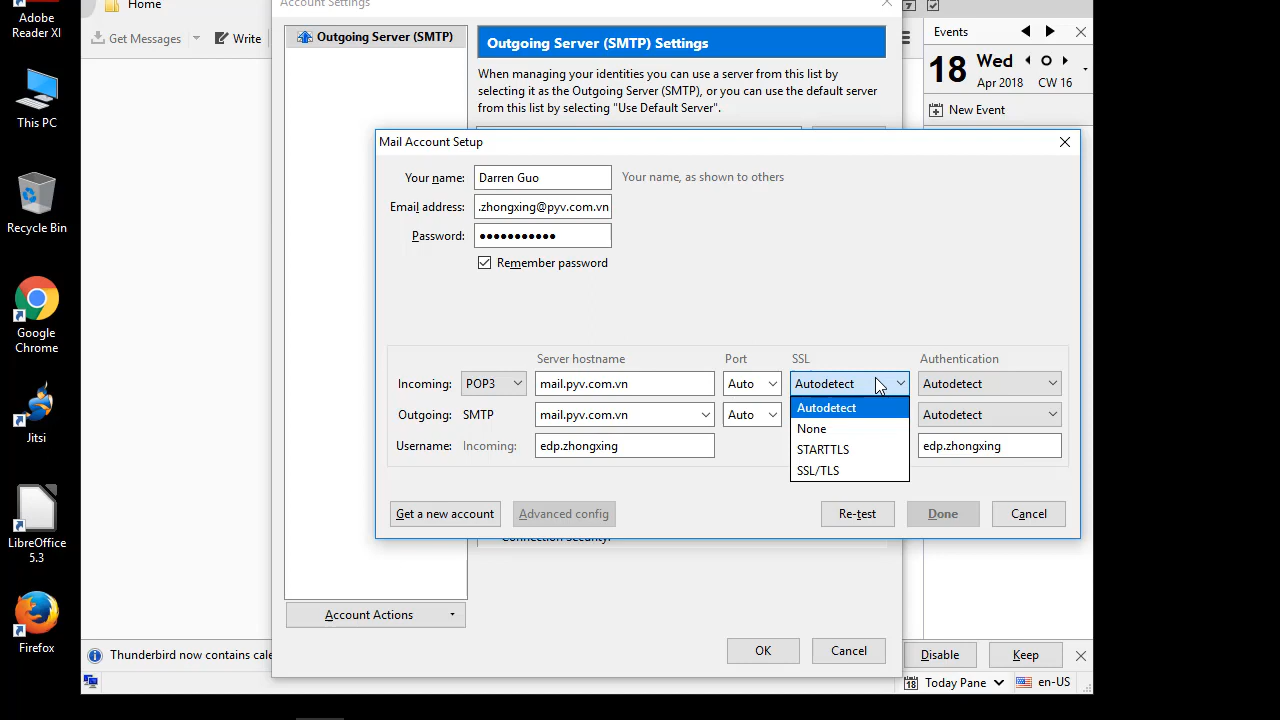 Adobe
Reader XI
This PC
Recycle Bin
Google
Chrome
Jitsi
LibreOffice
5.3
Firefox
Home
Get Messages
Write
Account Settings
Outgoing Server (SMTP)
Outgoing Server (SMTP) Settings
When managing your identities you can use a server from this list by
selecting it as the Outgoing Server (SMTP), or you can use the default server
from this list by selecting "Use Default Server".
Events
18
Wed
Apr 2018
CW 16
New Event
Mail Account Setup
Your name:
Darren Guo
Your name, as shown to others
Email address:
.zhongxing@pyv.com.vn
Password:
•••••••••••
Remember password
Server hostname
Port
SSL
Authentication
Incoming:
POP3
mail.pyv.com.vn
Auto
Autodetect
Autodetect
Autodetect
None
STARTTLS
SSL/TLS
Outgoing:
SMTP
mail.pyv.com.vn
Auto
Autodetect
Username:
Incoming:
edp.zhongxing
edp.zhongxing
Get a new account
Advanced config
Re-test
Done
Cancel
Connection Security:
Account Actions
OK
Cancel
Thunderbird now contains cale
Disable
Keep
18
Today Pane
en-US